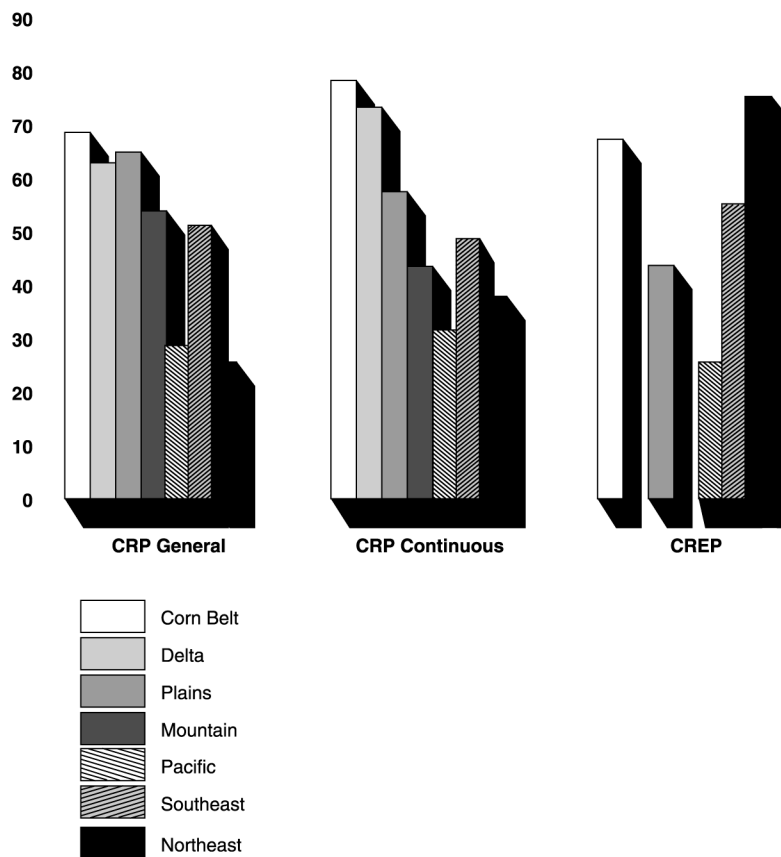 90
80
70
60
50
40
30
20
10
0
CRP General CRP Continuous CREP
Corn Belt
Delta
Plains
Mountain
Pacific
Southeast
Northeast